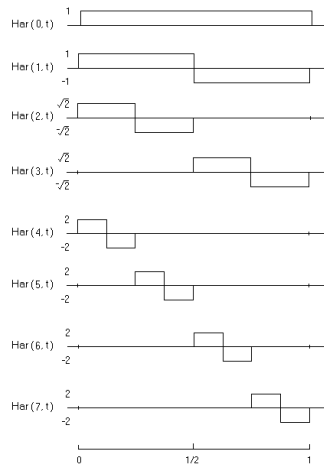 1
Har(0,t)
1
Har(1,t)
-1
√2
Har(2,t)
-√2
√2
Har(3,t)
-√2
2
Har(4,t)
-2
2
Har(5,t)
-2
2
Har(6,t)
-2
2
Har(7,t)
-2
0 1/2 1